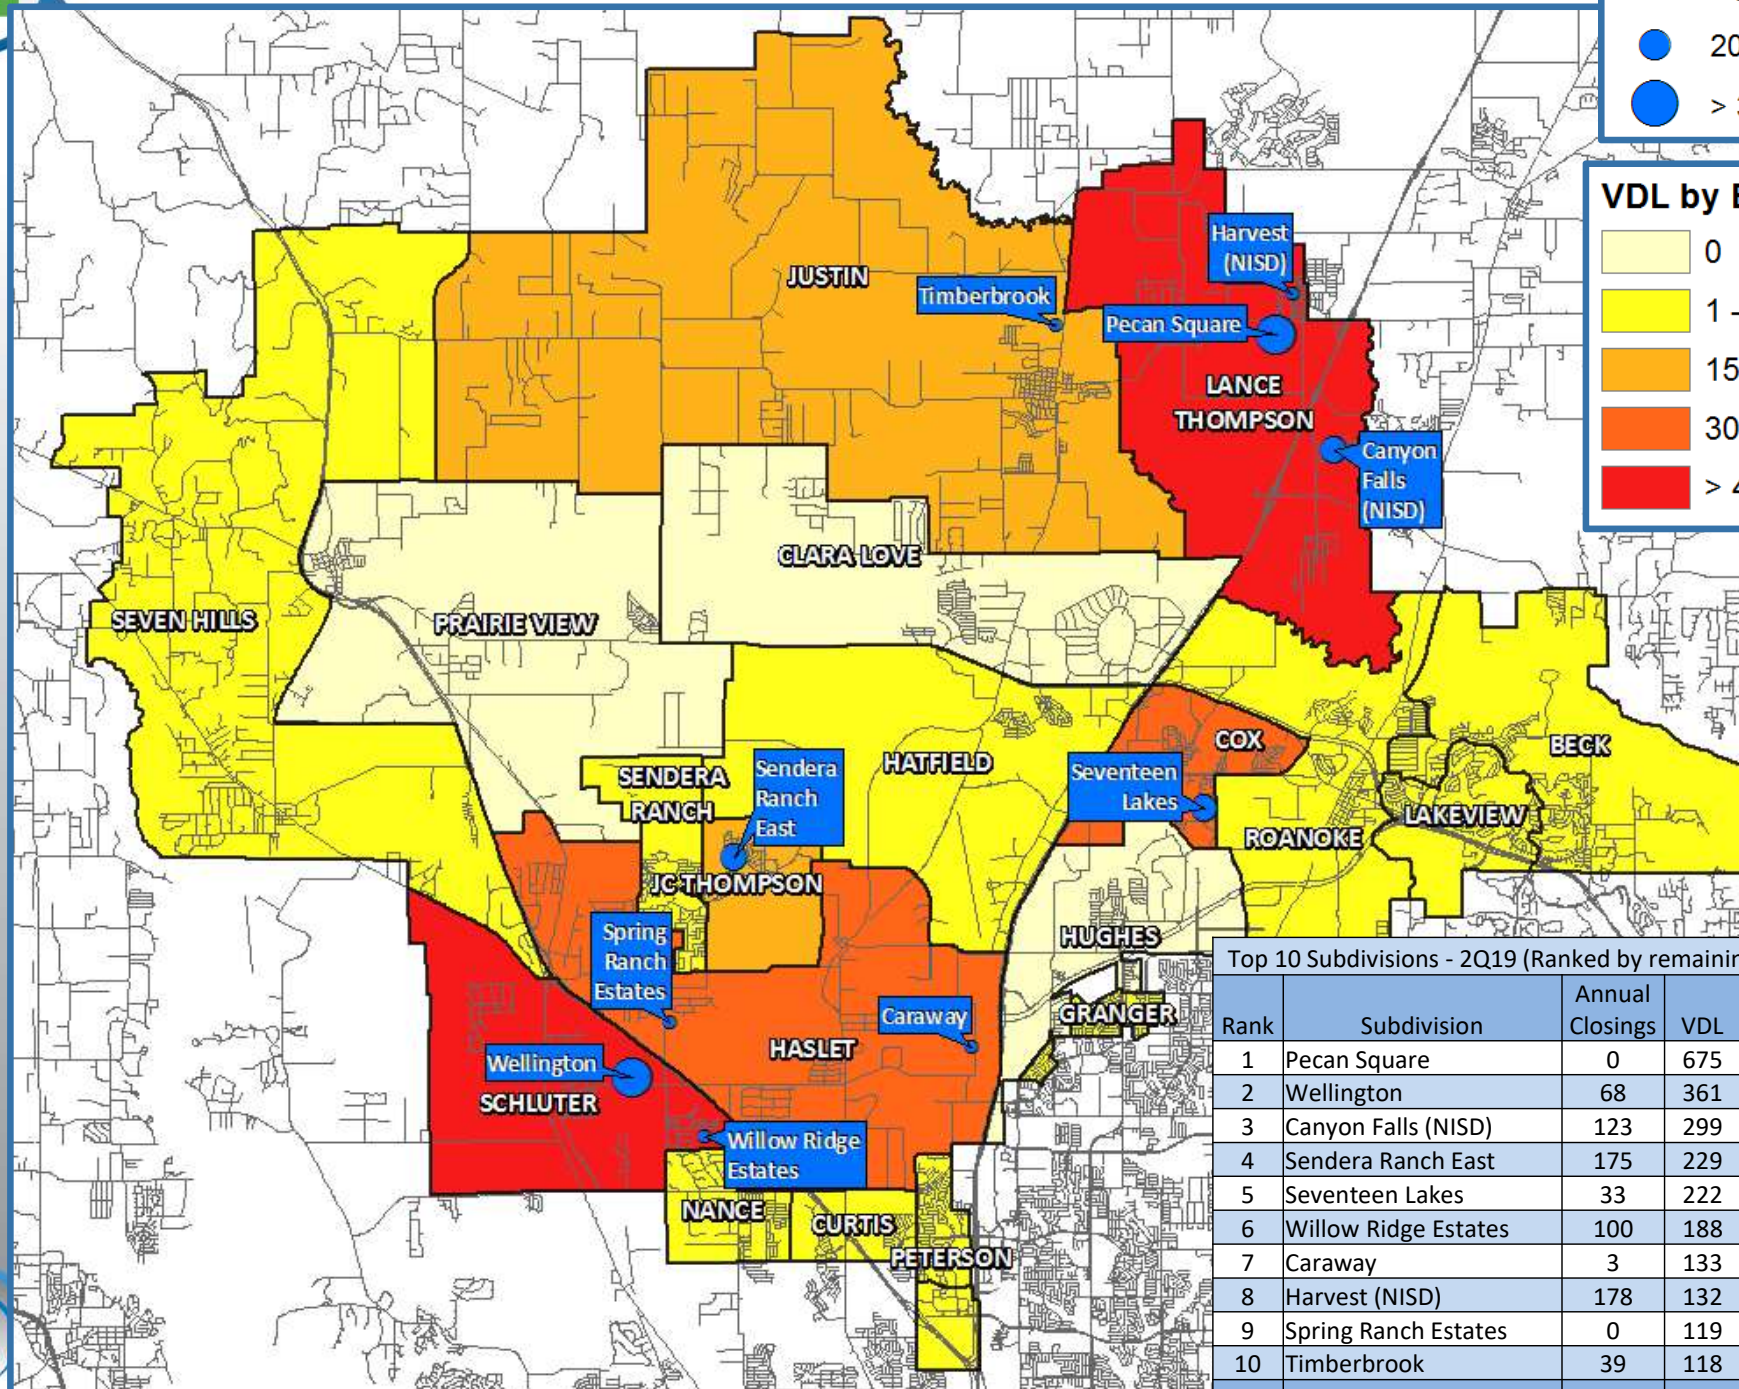 20
>
VDL by
0
1 -
15
30
> 4
JUSTIN
Harvest
(NISD)
Timberbrook
Pecan Square
LANCE
THOMPSON
Canyon
Falls
(NISD)
CLARA LOVE
SEVEN HILLS
PRAIRIE VIEW
COX
BECK
HATFIELD
SENDERA
RANCH
Sendera
Ranch
East
Seventeen
Lakes
LAKEVIEW
ROANOKE
JC THOMPSON
Spring
Ranch
Estates
HUGHES
GRANGER
Caraway
HASLET
Wellington
SCHLUTER
Willow Ridge
Estates
NANCE
CURTIS
PETERSON
Top 10 Subdivisions - 2Q19 (Ranked by
Rank Subdivision Annual Closings VDL
1 Pecan Square 0 675
2 Wellington 68 361
3 Canyon Falls (NISD) 123 299
4 Sendera Ranch East 175 229
5 Seventeen Lakes 33 222
6 Willow Ridge Estates 100 188
7 Caraway 3 133
8 Harvest (NISD) 178 132
9 Spring Ranch Estates 0 119
10 Timberbrook 39 118